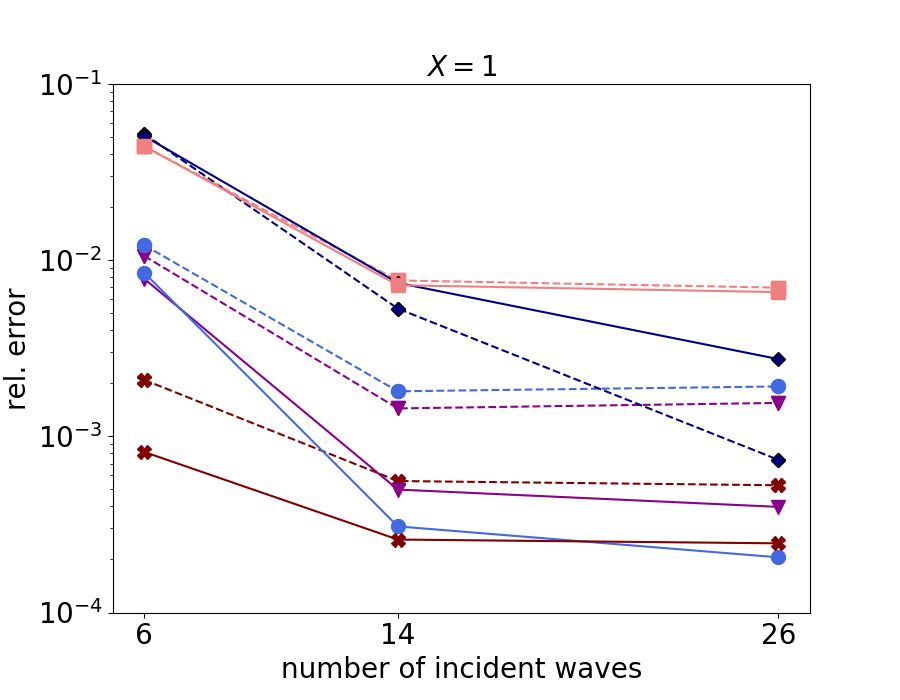 X = 1
10⁻¹
10⁻²
10⁻³
10⁻⁴
rel. error
6 14 26
number of incident waves